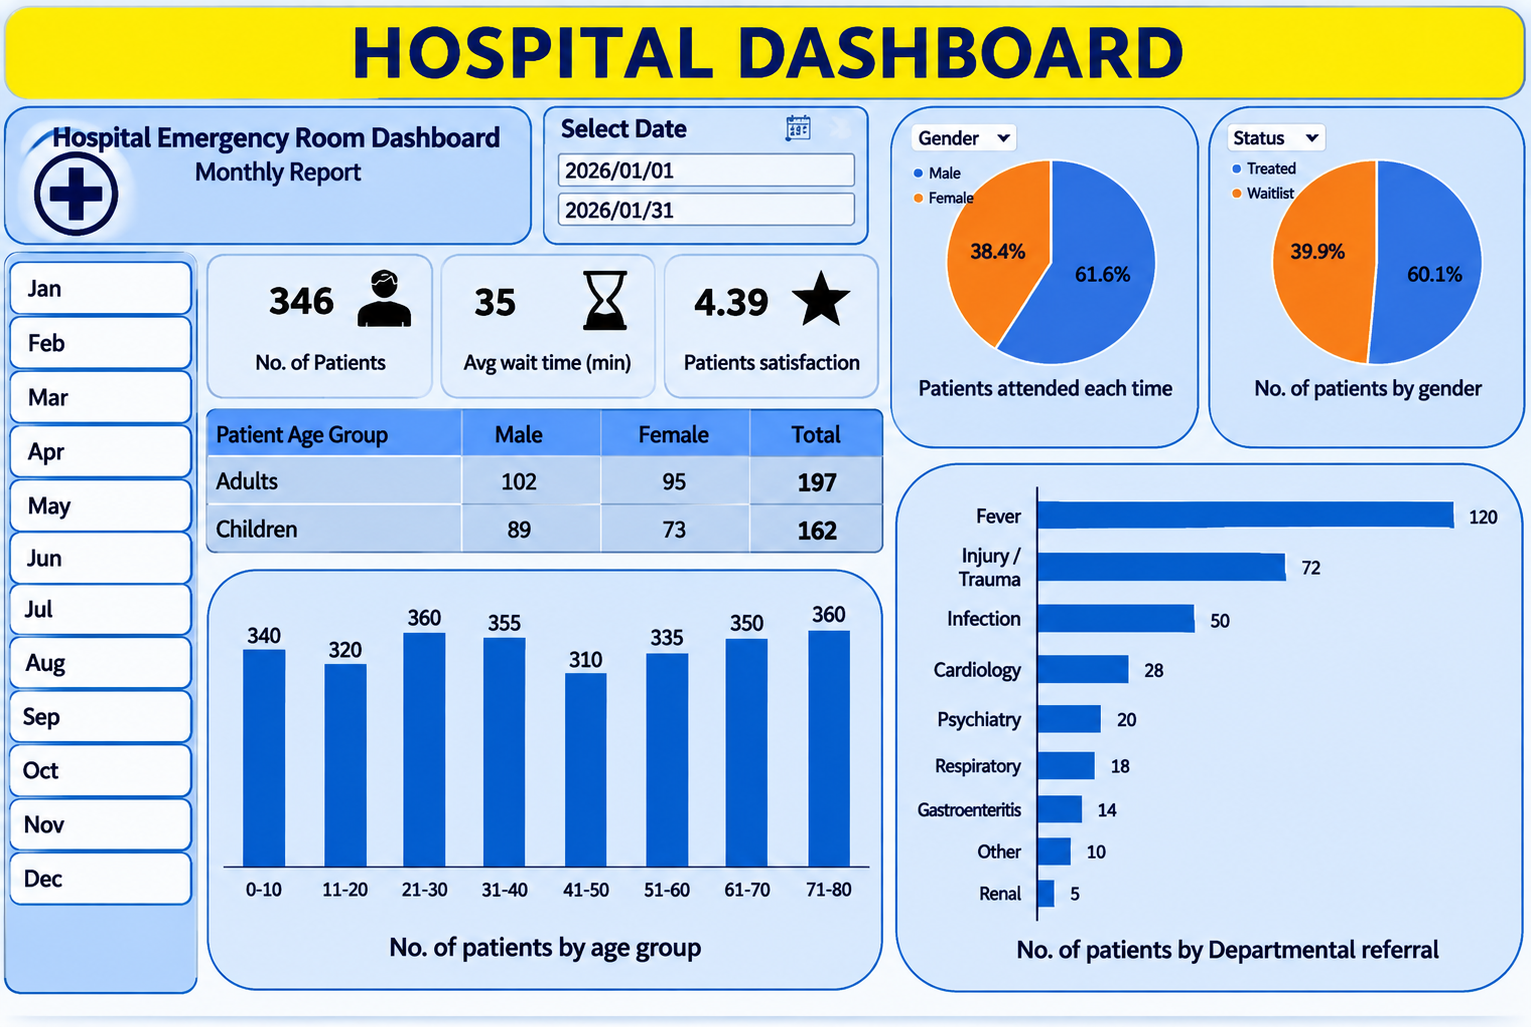 HOSPITAL DASHBOARD
Hospital Emergency Room Dashboard
Monthly Report
Select Date
2026/01/01
2026/01/31
Gender
Male
Female
38.4%
61.6%
Patients attended each time
Status
Treated
Waitlist
39.9%
60.1%
No. of patients by gender
Jan
Feb
Mar
Apr
May
Jun
Jul
Aug
Sep
Oct
Nov
Dec
346
No. of Patients
35
Avg wait time (min)
4.39
Patients satisfaction
Patient Age Group Male Female Total
Adults 102 95 197
Children 89 73 162
340 320 360 355 310 335 350 360
0-10 11-20 21-30 31-40 41-50 51-60 61-70 71-80
No. of patients by age group
Fever 120
Injury /
Trauma 72
Infection 50
Cardiology 28
Psychiatry 20
Respiratory 18
Gastroenteritis 14
Other 10
Renal 5
No. of patients by Departmental referral